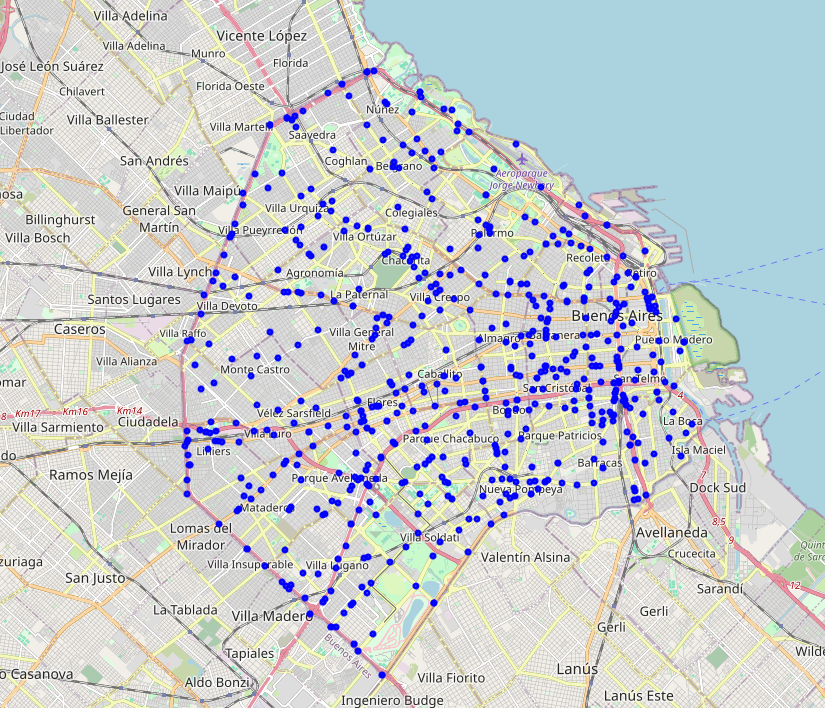 Villa Adelina
Vicente López
Villa Adelina
Munro
José León Suárez
Florida
Chilavert
Florida Oeste
Ciudad
Libertador
Villa Ballester
Villa Martelli
Núñez
Saavedra
San Andrés
Coghlan
Belgrano
Aeroparque
Jorge Newbery
Villa Maipú
General San
Martín
Villa Urquiza
Colegiales
Billinghurst
Villa Bosch
Villa Pueyrredón
Villa Ortúzar
Palermo
Villa Lynch
Agronomía
Chacarita
Recoleta
Retiro
Santos Lugares
Villa Devoto
La Paternal
Villa Crespo
Buenos Aires
Caseros
Villa Raffo
Villa General
Mitre
Almagro
Balvanera
Puerto Madero
Villa Alianza
Monte Castro
Caballito
San Cristóbal
San Telmo
Km17
Km16
Km14
Ciudadela
Vélez Sarsfield
Flores
Boedo
4
La Boca
Villa Sarmiento
Villa Luro
Parque Chacabuco
Parque Patricios
Isla Maciel
Liniers
Barracas
Ramos Mejía
Parque Avellaneda
Nueva Pompeya
Dock Sud
Mataderos
7
8,5
9
Lomas del
Mirador
Villa Soldati
Avellaneda
Crucecita
Villa Insuperable
Villa Lugano
Valentín Alsina
San Justo
12
Sarandí
La Tablada
Villa Madero
Gerli
Gerli
Buenos Aires
Tapiales
Lanús
Aldo Bonzi
Villa Fiorito
Ingeniero Budge
Lanús Este